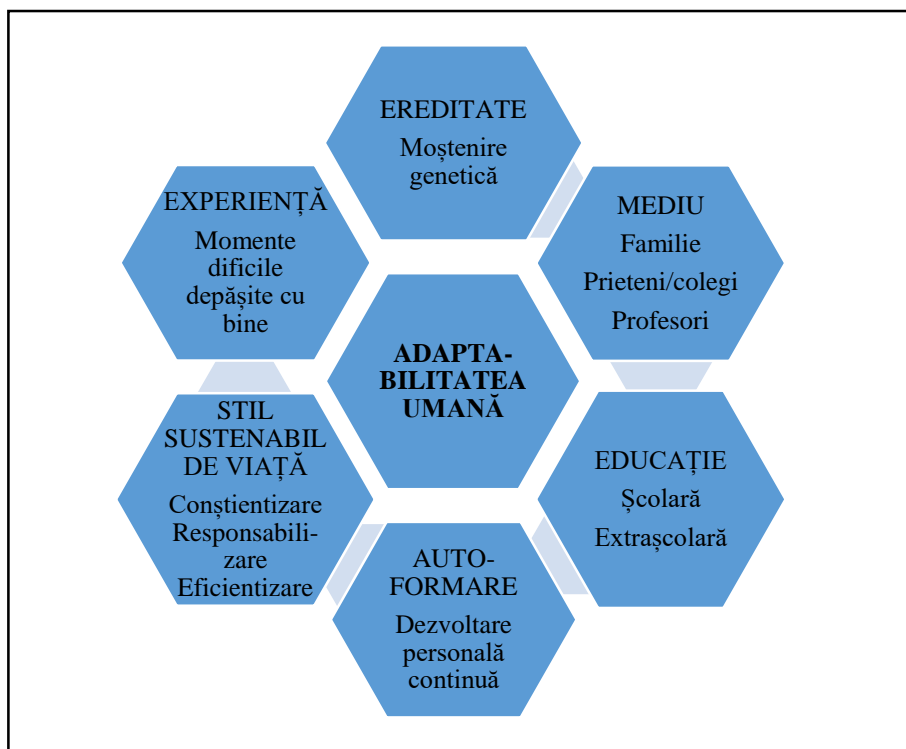 EREDITATE
Moștenire
genetică
MEDIU
Familie
Prieteni/colegi
Profesori
EDUCAȚIE
Școlară
Extrașcolară
AUTO-
FORMARE
Dezvoltare
personală
continuă
STIL
SUSTENABIL
DE VIAȚĂ
Conștientizare
Responsabili-
zare
Eficientizare
EXPERIENȚĂ
Momente
dificile
depășite cu
bine
ADAPTA-
BILITATEA
UMANĂ